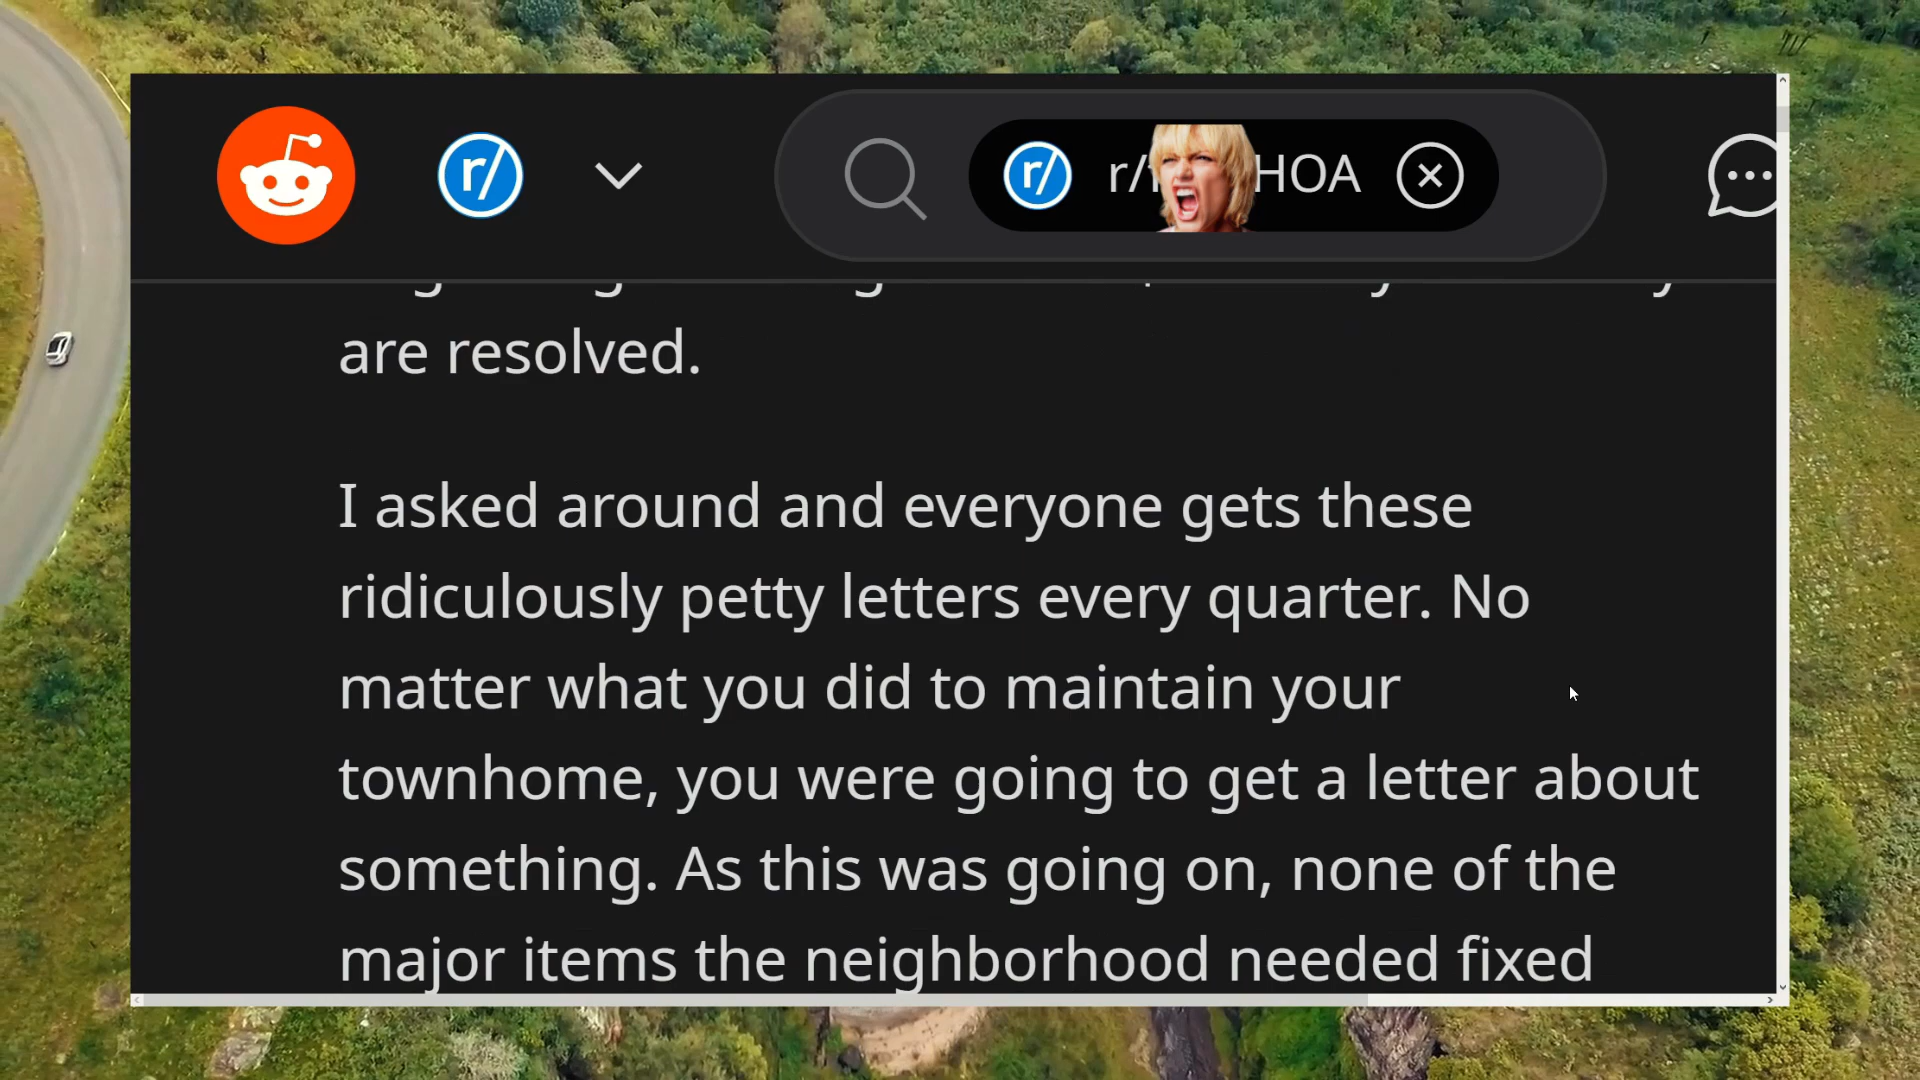 r/
r/ r/ HOA
are resolved.
I asked around and everyone gets these
ridiculously petty letters every quarter. No
matter what you did to maintain your
townhome, you were going to get a letter about
something. As this was going on, none of the
major items the neighborhood needed fixed